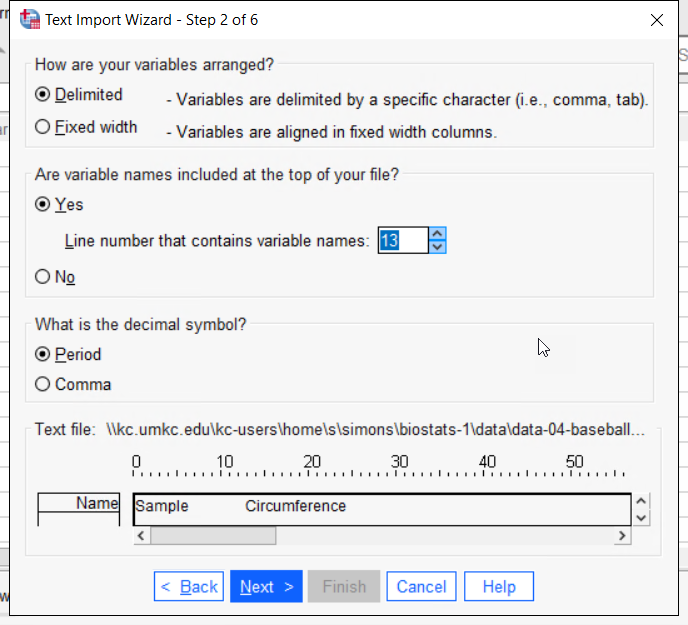 Text Import Wizard - Step 2 of 6
How are your variables arranged?
Delimited - Variables are delimited by a specific character (i.e., comma, tab).
Fixed width - Variables are aligned in fixed width columns.
Are variable names included at the top of your file?
Yes
Line number that contains variable names: 13
No
What is the decimal symbol?
Period
Comma
Text file: \\kc.umkc.edu\kc-users\home\s\simons\biostats-1\data\data-04-baseball...
0 10 20 30 40 50
Name Sample Circumference
< Back Next > Finish Cancel Help